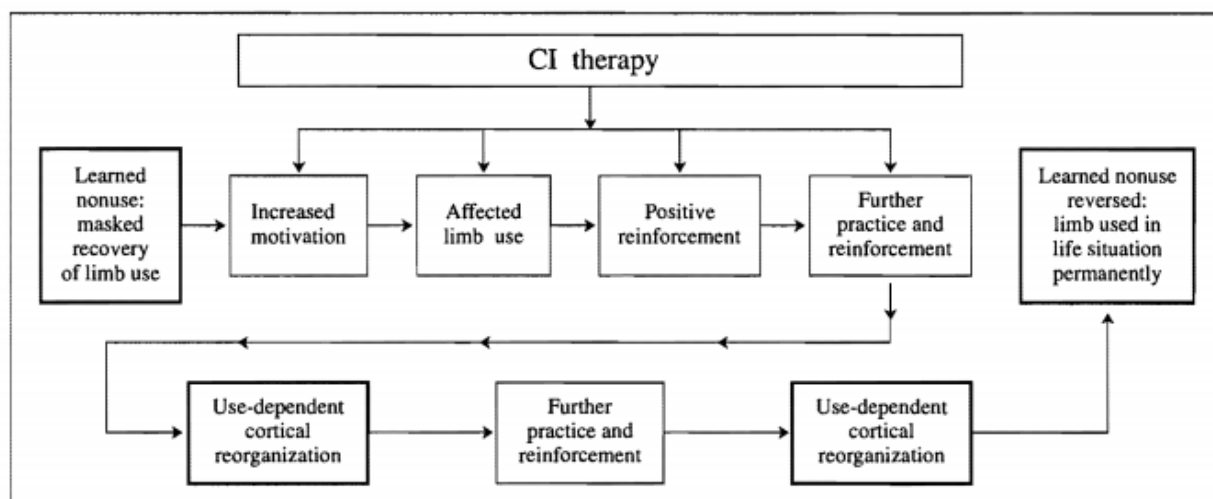 CI therapy
Learned
nonuse:
masked
recovery
of limb use
Increased
motivation
Affected
limb use
Positive
reinforcement
Further
practice and
reinforcement
Learned nonuse
reversed:
limb used in
life situation
permanently
Use-dependent
cortical
reorganization
Further
practice and
reinforcement
Use-dependent
cortical
reorganization